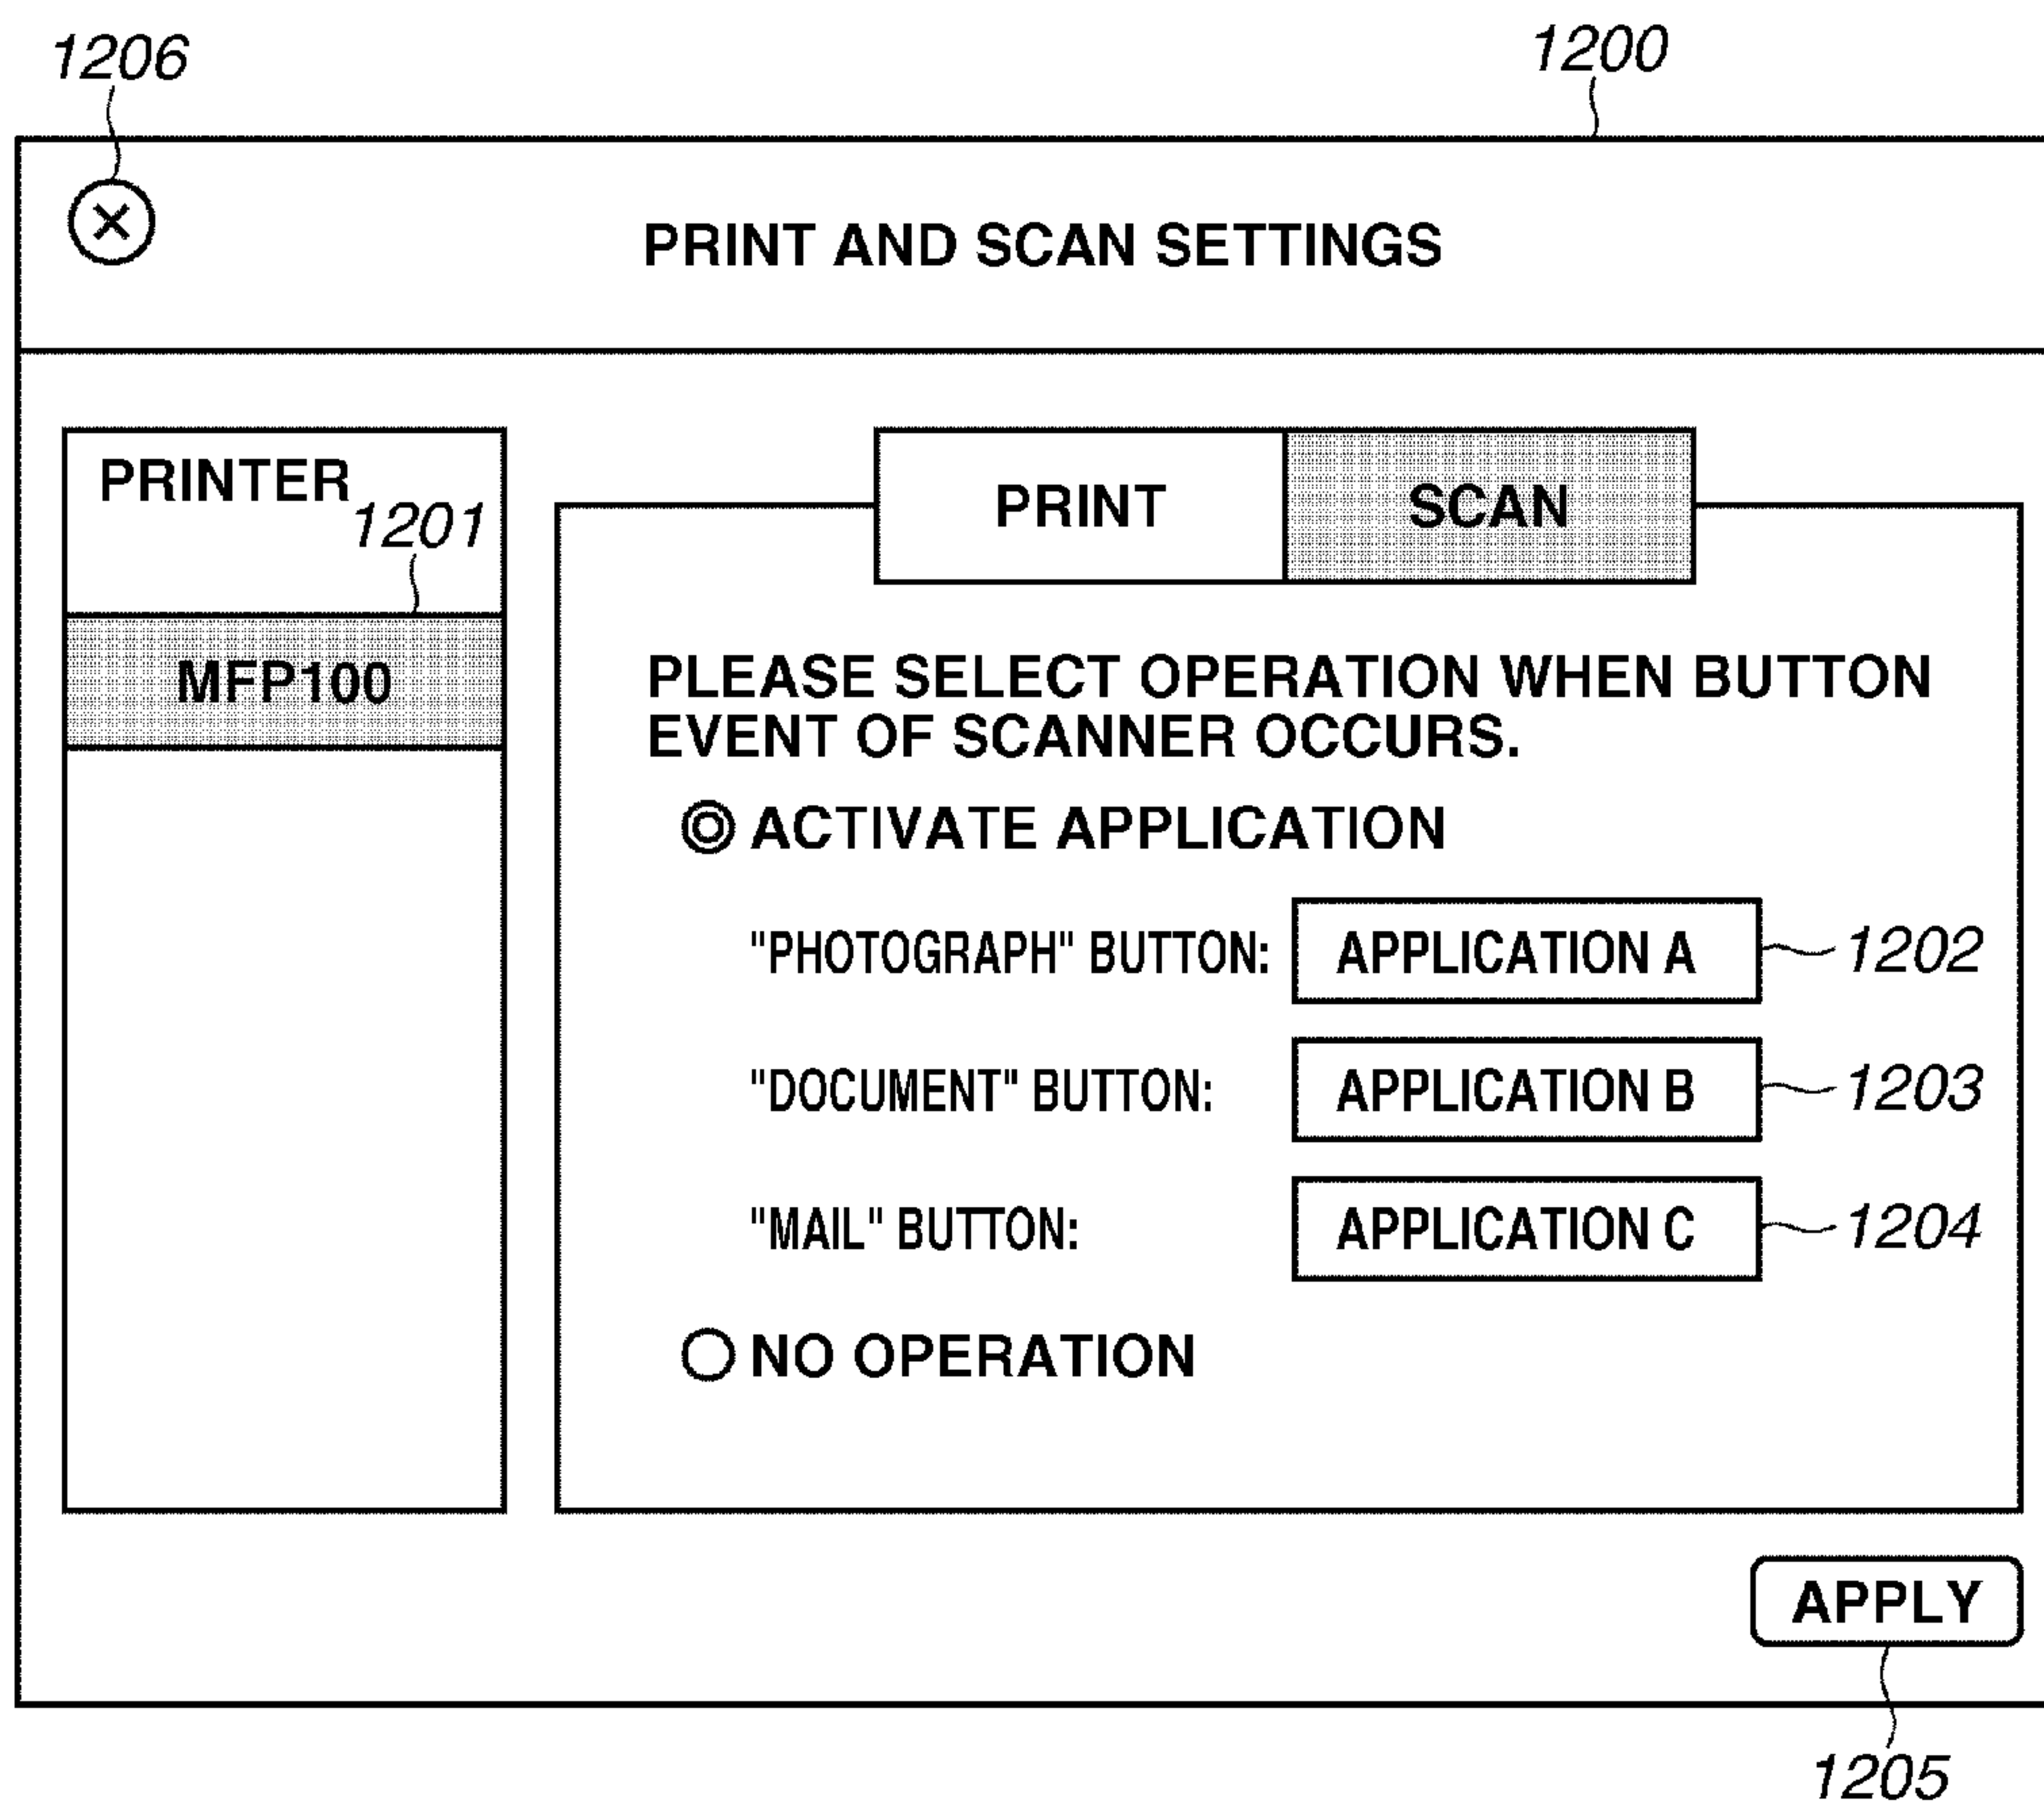 1206
1200
PRINT AND SCAN SETTINGS
PRINTER
1201
MFP100
PRINT
SCAN
PLEASE SELECT OPERATION WHEN BUTTON
EVENT OF SCANNER OCCURS.
ACTIVATE APPLICATION
"PHOTOGRAPH" BUTTON: APPLICATION A 1202
"DOCUMENT" BUTTON: APPLICATION B 1203
"MAIL" BUTTON: APPLICATION C 1204
NO OPERATION
APPLY
1205